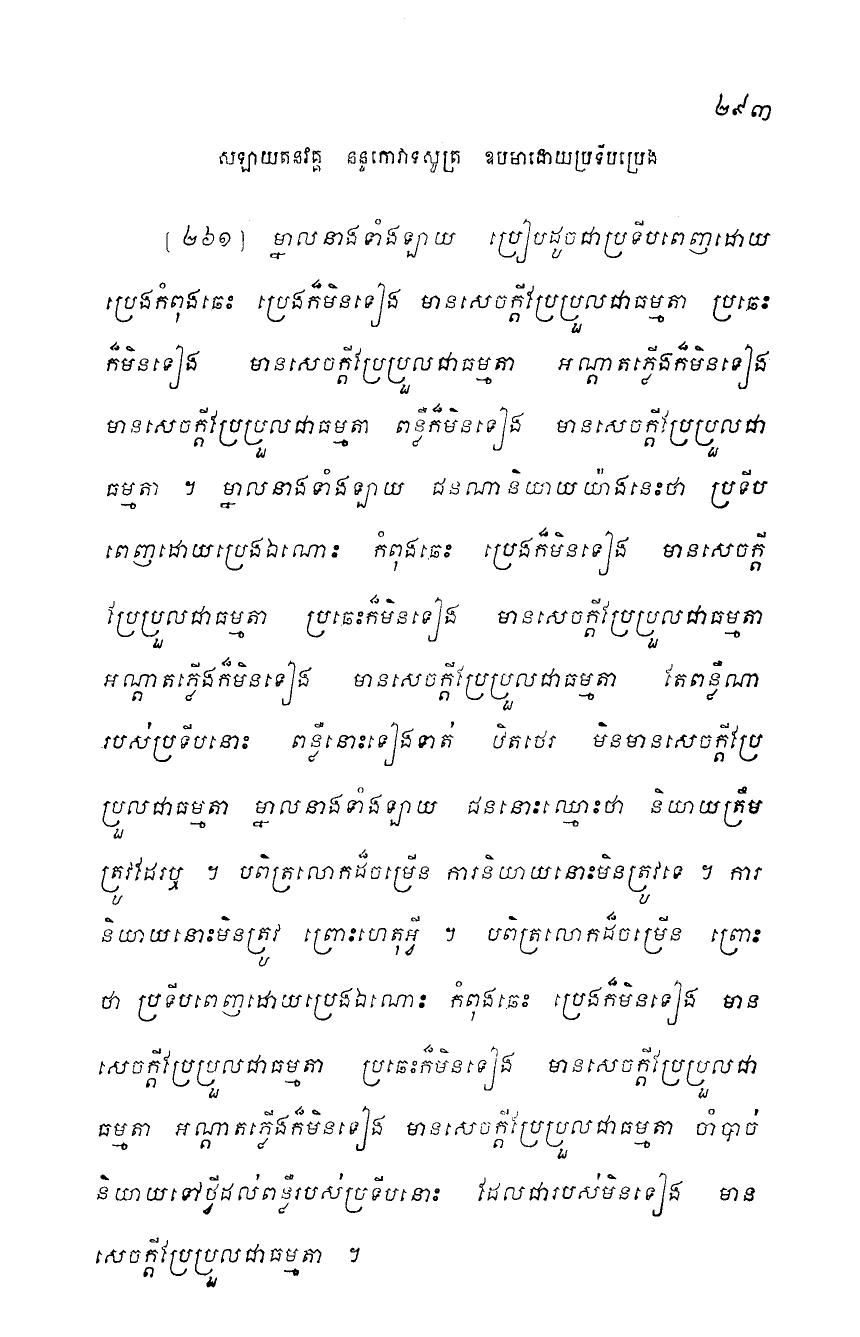 ២៩៣
សឡាយតនវគ្គ នន្ទកោវាទសូត្រ ឧបមាដោយប្រទីបប្រេង
[២៦១] ម្នាលនាងទាំងឡាយ ប្រៀបដូចជាប្រទីបពេញដោយ
ប្រេងកំពុងឆេះ ប្រេងក៏មិនទៀង មានសេចក្តីប្រែប្រួលជាធម្មតា ប្រឆេះ
ក៏មិនទៀង មានសេចក្តីប្រែប្រួលជាធម្មតា អណ្តាតភ្លើងក៏មិនទៀង
មានសេចក្តីប្រែប្រួលជាធម្មតា ពន្លឺក៏មិនទៀង មានសេចក្តីប្រែប្រួលជា
ធម្មតា ។ ម្នាលនាងទាំងឡាយ ជនណានិយាយយ៉ាងនេះថា ប្រទីប
ពេញដោយប្រេងឯណោះ កំពុងឆេះ ប្រេងក៏មិនទៀង មានសេចក្តី
ប្រែប្រួលជាធម្មតា ប្រឆេះក៏មិនទៀង មានសេចក្តីប្រែប្រួលជាធម្មតា
អណ្តាតភ្លើងក៏មិនទៀង មានសេចក្តីប្រែប្រួលជាធម្មតា តែពន្លឺណា
របស់ប្រទីបនោះ ពន្លឺនោះទៀងទាត់ ឋិតថេរ មិនមានសេចក្តីប្រែ
ប្រួលជាធម្មតា ម្នាលនាងទាំងឡាយ ជននោះឈ្មោះថា និយាយត្រឹម
ត្រូវដែរឬ ។ បពិត្រលោកដ៏ចម្រើន ការនិយាយនោះមិនត្រូវទេ ។ ការ
និយាយនោះមិនត្រូវ ព្រោះហេតុអ្វី ។ បពិត្រលោកដ៏ចម្រើន ព្រោះ
ថា ប្រទីបពេញដោយប្រេងឯណោះ កំពុងឆេះ ប្រេងក៏មិនទៀង មាន
សេចក្តីប្រែប្រួលជាធម្មតា ប្រឆេះក៏មិនទៀង មានសេចក្តីប្រែប្រួលជា
ធម្មតា អណ្តាតភ្លើងក៏មិនទៀង មានសេចក្តីប្រែប្រួលជាធម្មតា ចាំបាច់
និយាយទៅថ្វីដល់ពន្លឺរបស់ប្រទីបនោះ ដែលជារបស់មិនទៀង មាន
សេចក្តីប្រែប្រួលជាធម្មតា ។